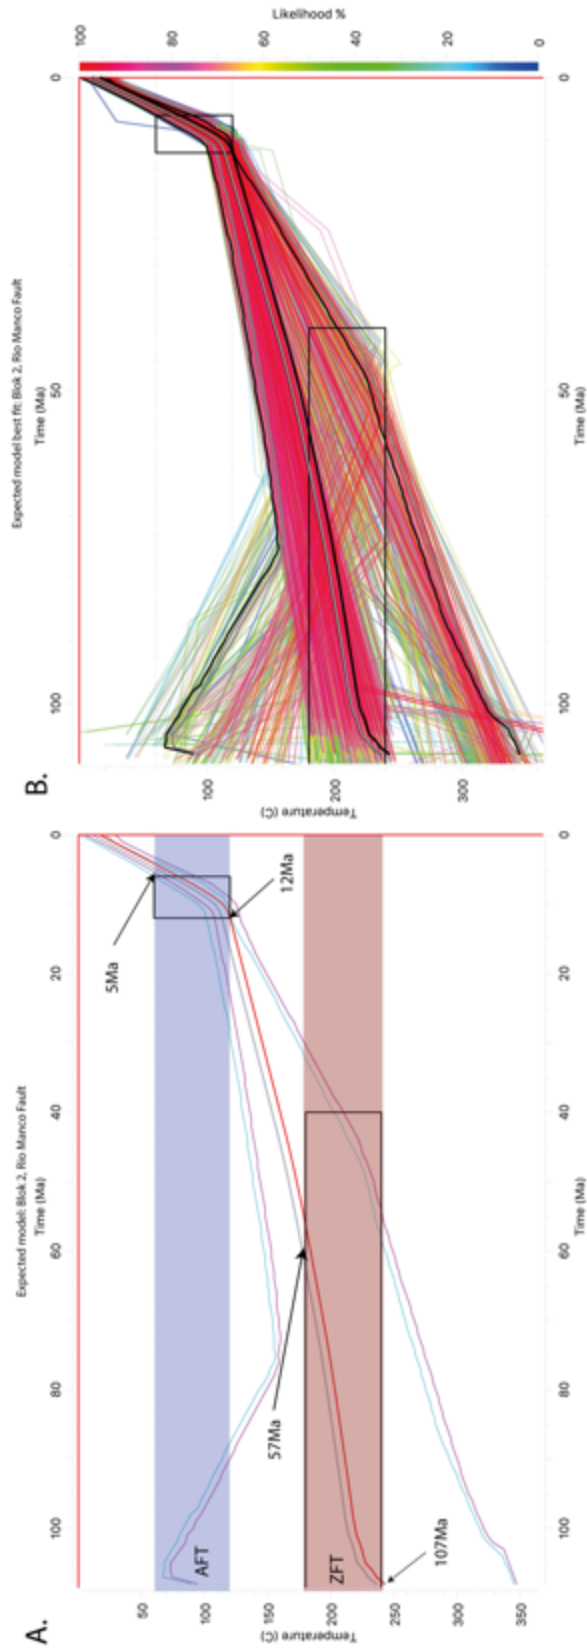 A.
Expected model: Blok 2, Rio Manco Fault
Time (Ma)
100 80 60 40 20 0
Temperature (C)
50
100
150
200
250
300
350
AFT
ZFT
5Ma
12Ma
57Ma
107Ma
100 80 60 40 20 0
Time (Ma)
B.
Expected model best fit: Blok 2, Rio Manco Fault
Time (Ma)
100 50 0
Temperature (C)
100
200
300
100 50 0
Time (Ma)
Likelihood %
100
80
60
40
20
0